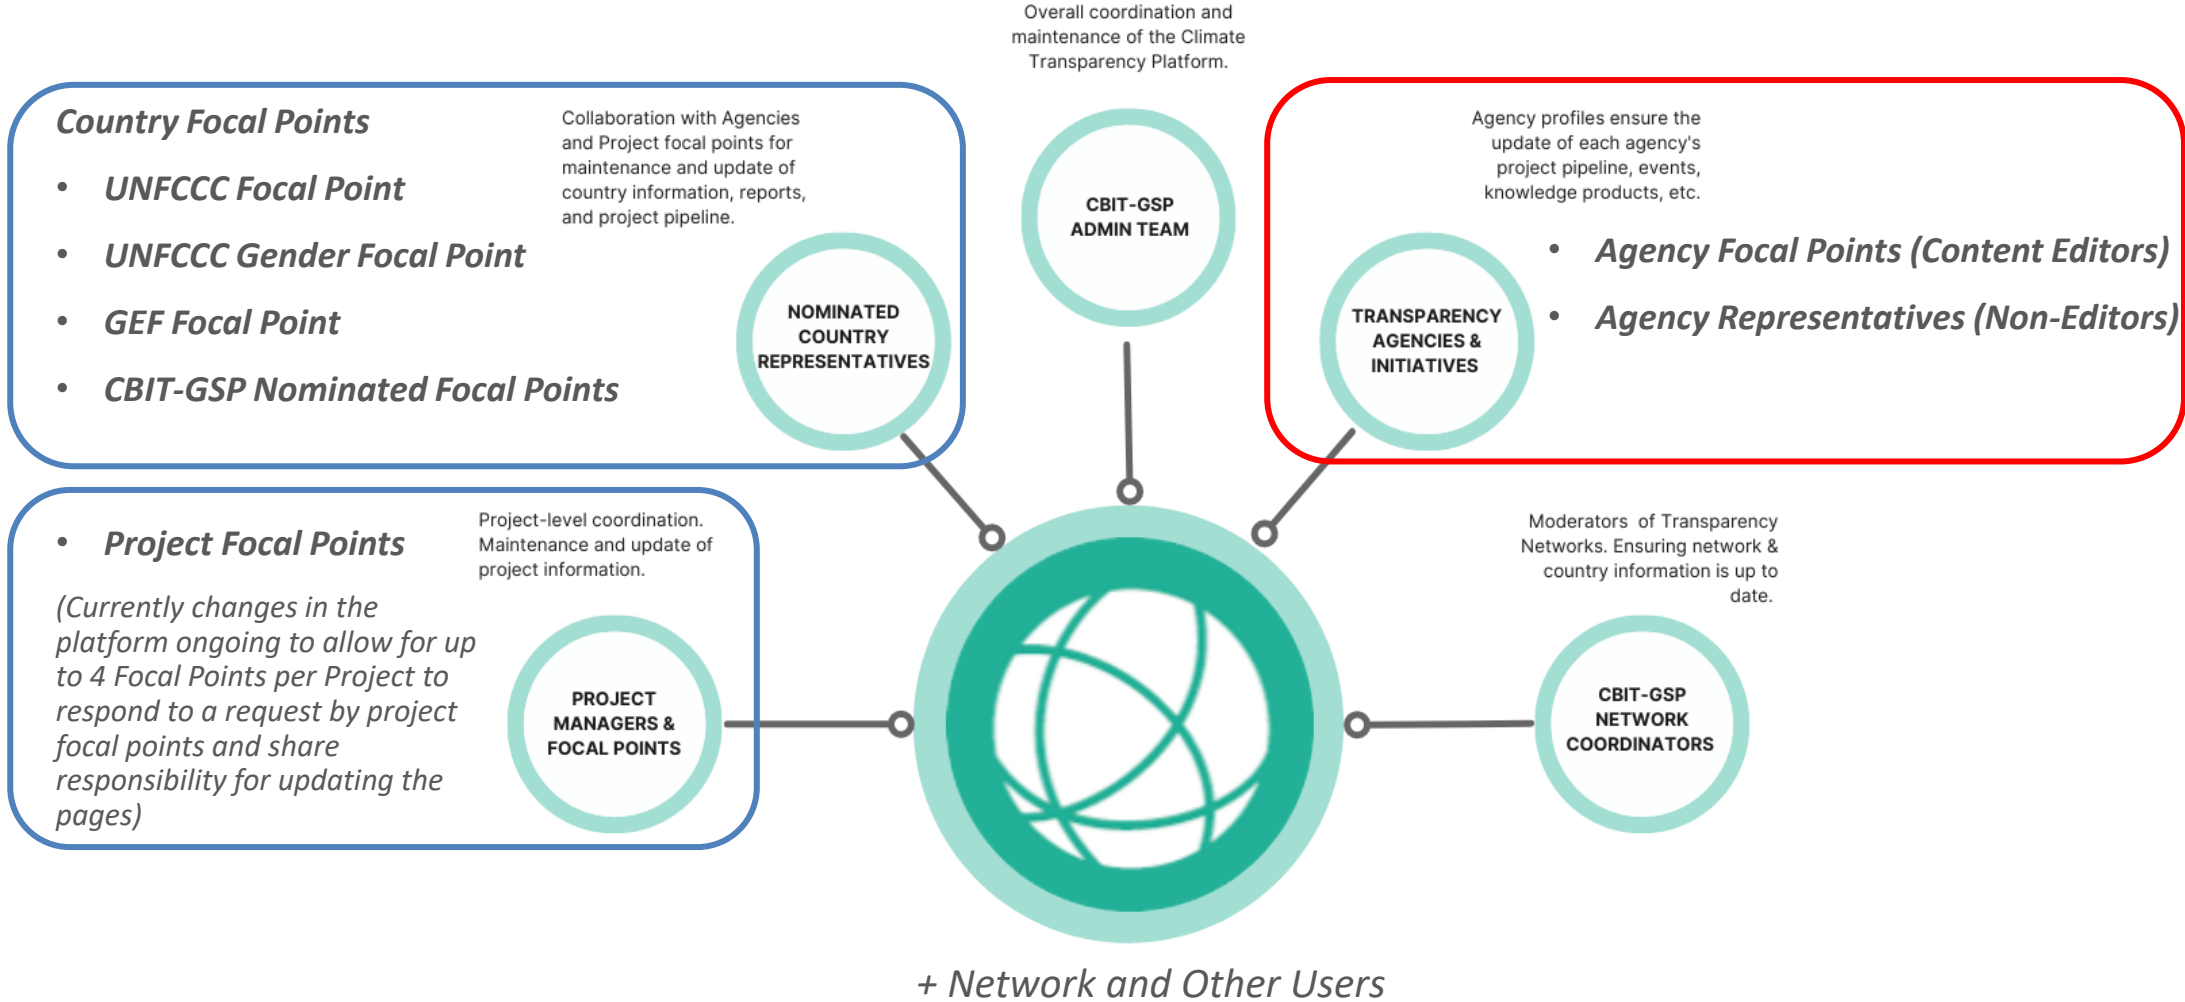 Overall coordination and
maintenance of the Climate
Transparency Platform.
CBIT-GSP
ADMIN TEAM
Country Focal Points
• UNFCCC Focal Point
• UNFCCC Gender Focal Point
• GEF Focal Point
• CBIT-GSP Nominated Focal Points
Collaboration with Agencies
and Project focal points for
maintenance and update of
country information, reports,
and project pipeline.
NOMINATED
COUNTRY
REPRESENTATIVES
Agency profiles ensure the
update of each agency's
project pipeline, events,
knowledge products, etc.
TRANSPARENCY
AGENCIES &
INITIATIVES
• Agency Focal Points (Content Editors)
• Agency Representatives (Non-Editors)
• Project Focal Points
(Currently changes in the
platform ongoing to allow for up
to 4 Focal Points per Project to
respond to a request by project
focal points and share
responsibility for updating the
pages)
Project-level coordination.
Maintenance and update of
project information.
PROJECT
MANAGERS &
FOCAL POINTS
Moderators of Transparency
Networks. Ensuring network &
country information is up to
date.
CBIT-GSP
NETWORK
COORDINATORS
+ Network and Other Users